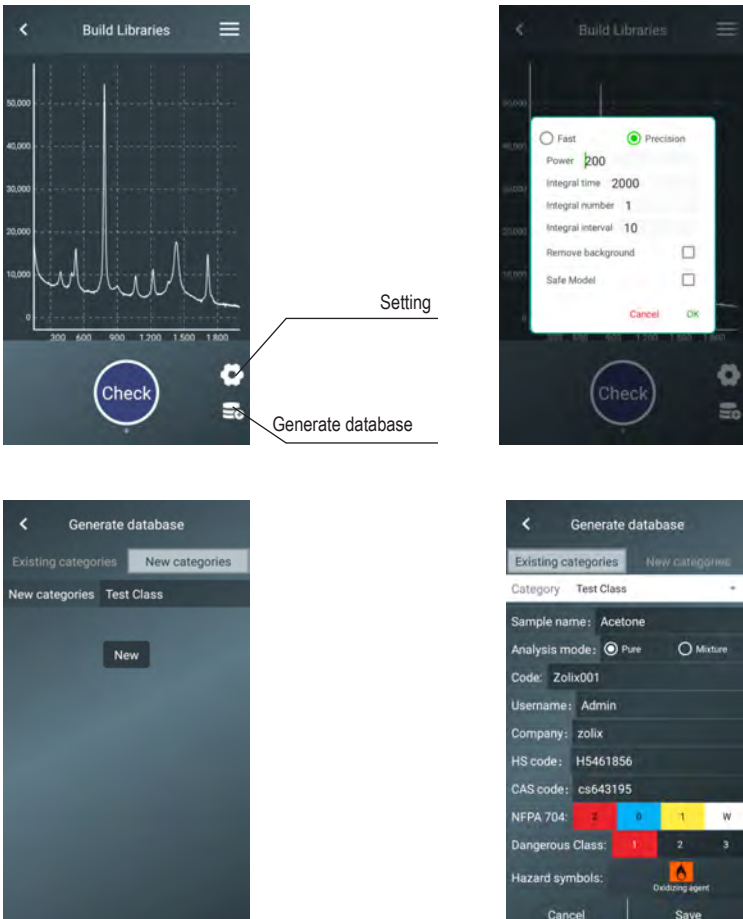 Build Libraries
50,000
40,000
30,000
20,000
10,000
0
300 600 900 1,200 1,500 1,800
Check
Setting
Generate database
Build Libraries
Fast Precision
Power 200
Integral time 2000
Integral number 1
Integral interval 10
Remove background
Safe Model
Cancel OK
Check
Generate database
Existing categories New categories
New categories Test Class
New
Generate database
Existing categories New categories
Category Test Class
Sample name: Acetone
Analysis mode: Pure Mixture
Code: Zolix001
Username: Admin
Company: zolix
HS code: H5461856
CAS code: cs643195
NFPA 704: 2 0 1 W
Dangerous Class: 1 2 3
Hazard symbols:
Oxidizing agent
Cancel Save